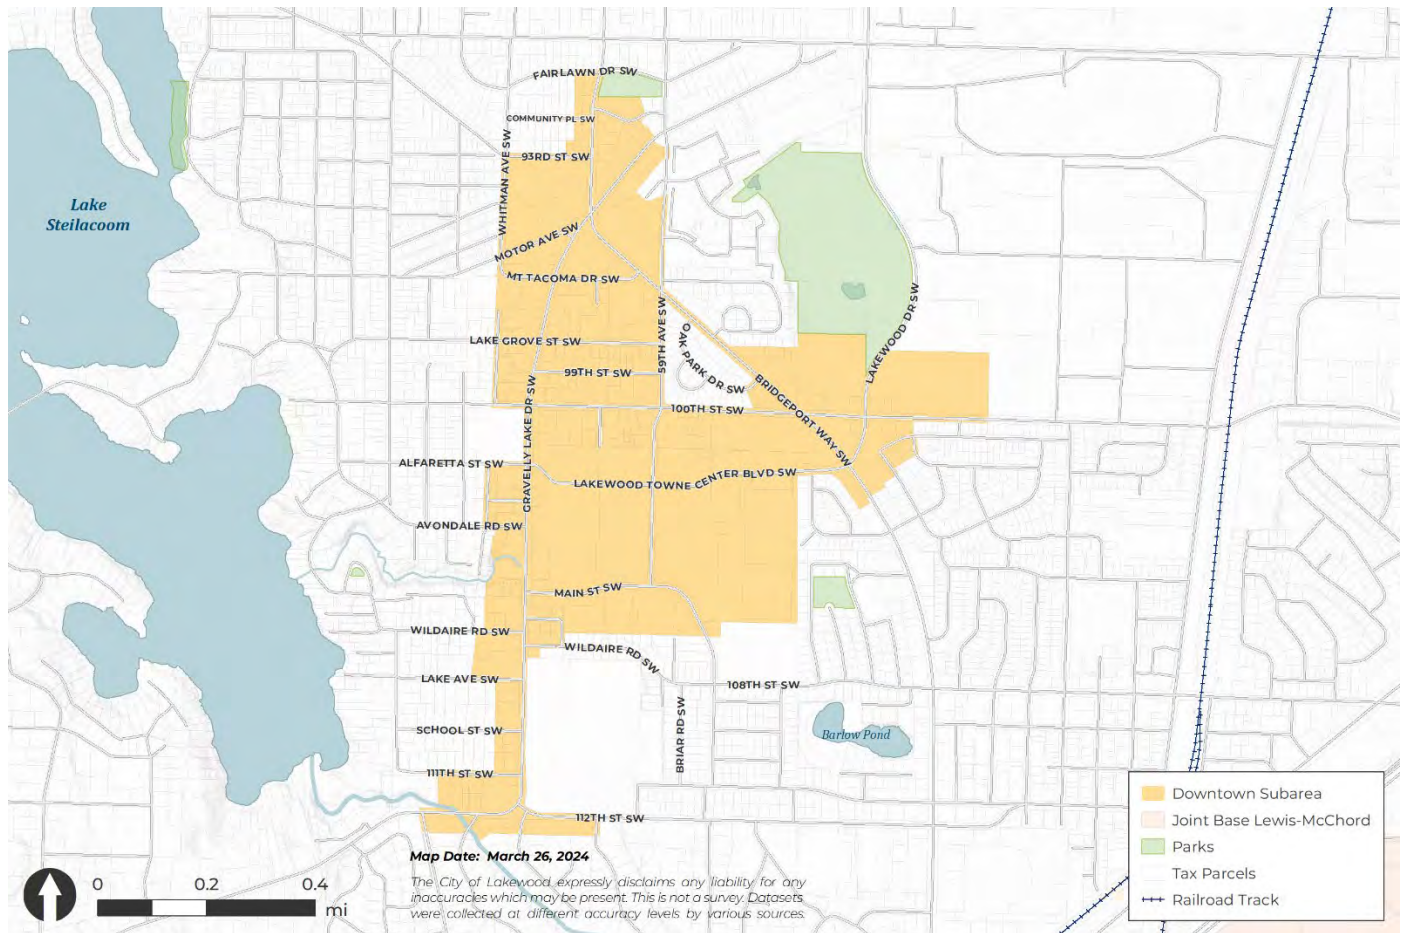 FAIRLAWN DR SW
COMMUNITY PL SW
WHITMAN AVE SW
93RD ST SW
Lake
Steilacoom
MOTOR AVE SW
MT TACOMA DR SW
LAKEWOOD DR SW
59TH AVE SW
OAK PARK DR SW
LAKE GROVE ST SW
99TH ST SW
BRIDGEPORT WAY SW
GRAVELLY LAKE DR SW
100TH ST SW
ALFARETTA ST SW
LAKEWOOD TOWNE CENTER BLVD SW
AVONDALE RD SW
MAIN ST SW
WILDAIRE RD SW
WILDAIRE RD SW
LAKE AVE SW
108TH ST SW
BRIAR RD SW
SCHOOL ST SW
Barlow Pond
111TH ST SW
112TH ST SW
Downtown Subarea
Joint Base Lewis-McChord
Parks
Tax Parcels
Railroad Track
Map Date: March 26, 2024
The City of Lakewood expressly disclaims any liability for any
inaccuracies which may be present. This is not a survey. Datasets
were collected at different accuracy levels by various sources.
0 0.2 0.4
mi